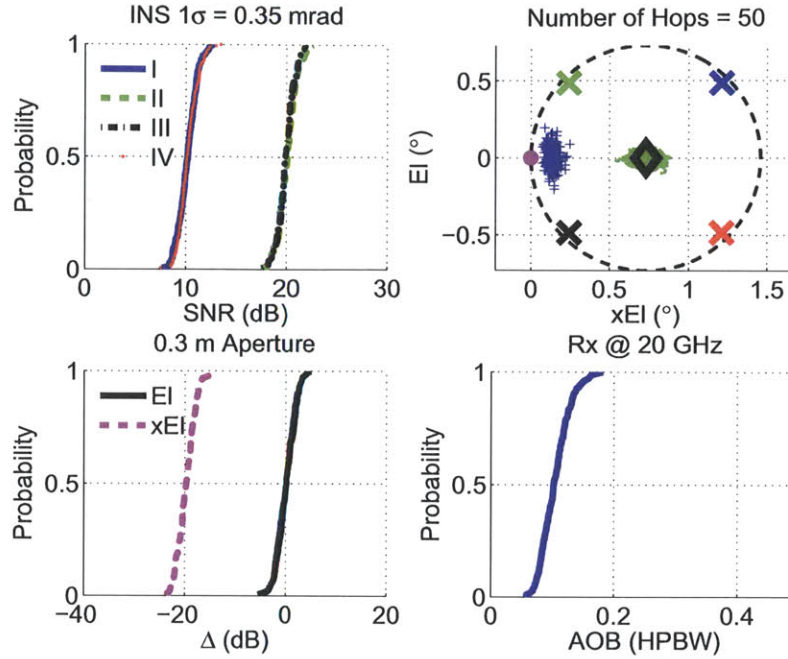 INS 1σ = 0.35 mrad
1
0.5
0
Probability
I
II
III
IV
0
10
20
30
SNR (dB)
Number of Hops = 50
0.5
0
−0.5
El (°)
0
0.5
1
1.5
xEl (°)
0.3 m Aperture
1
0.5
0
Probability
El
xEl
−40
−20
0
20
Δ (dB)
Rx @ 20 GHz
1
0.5
0
Probability
0
0.2
0.4
AOB (HPBW)